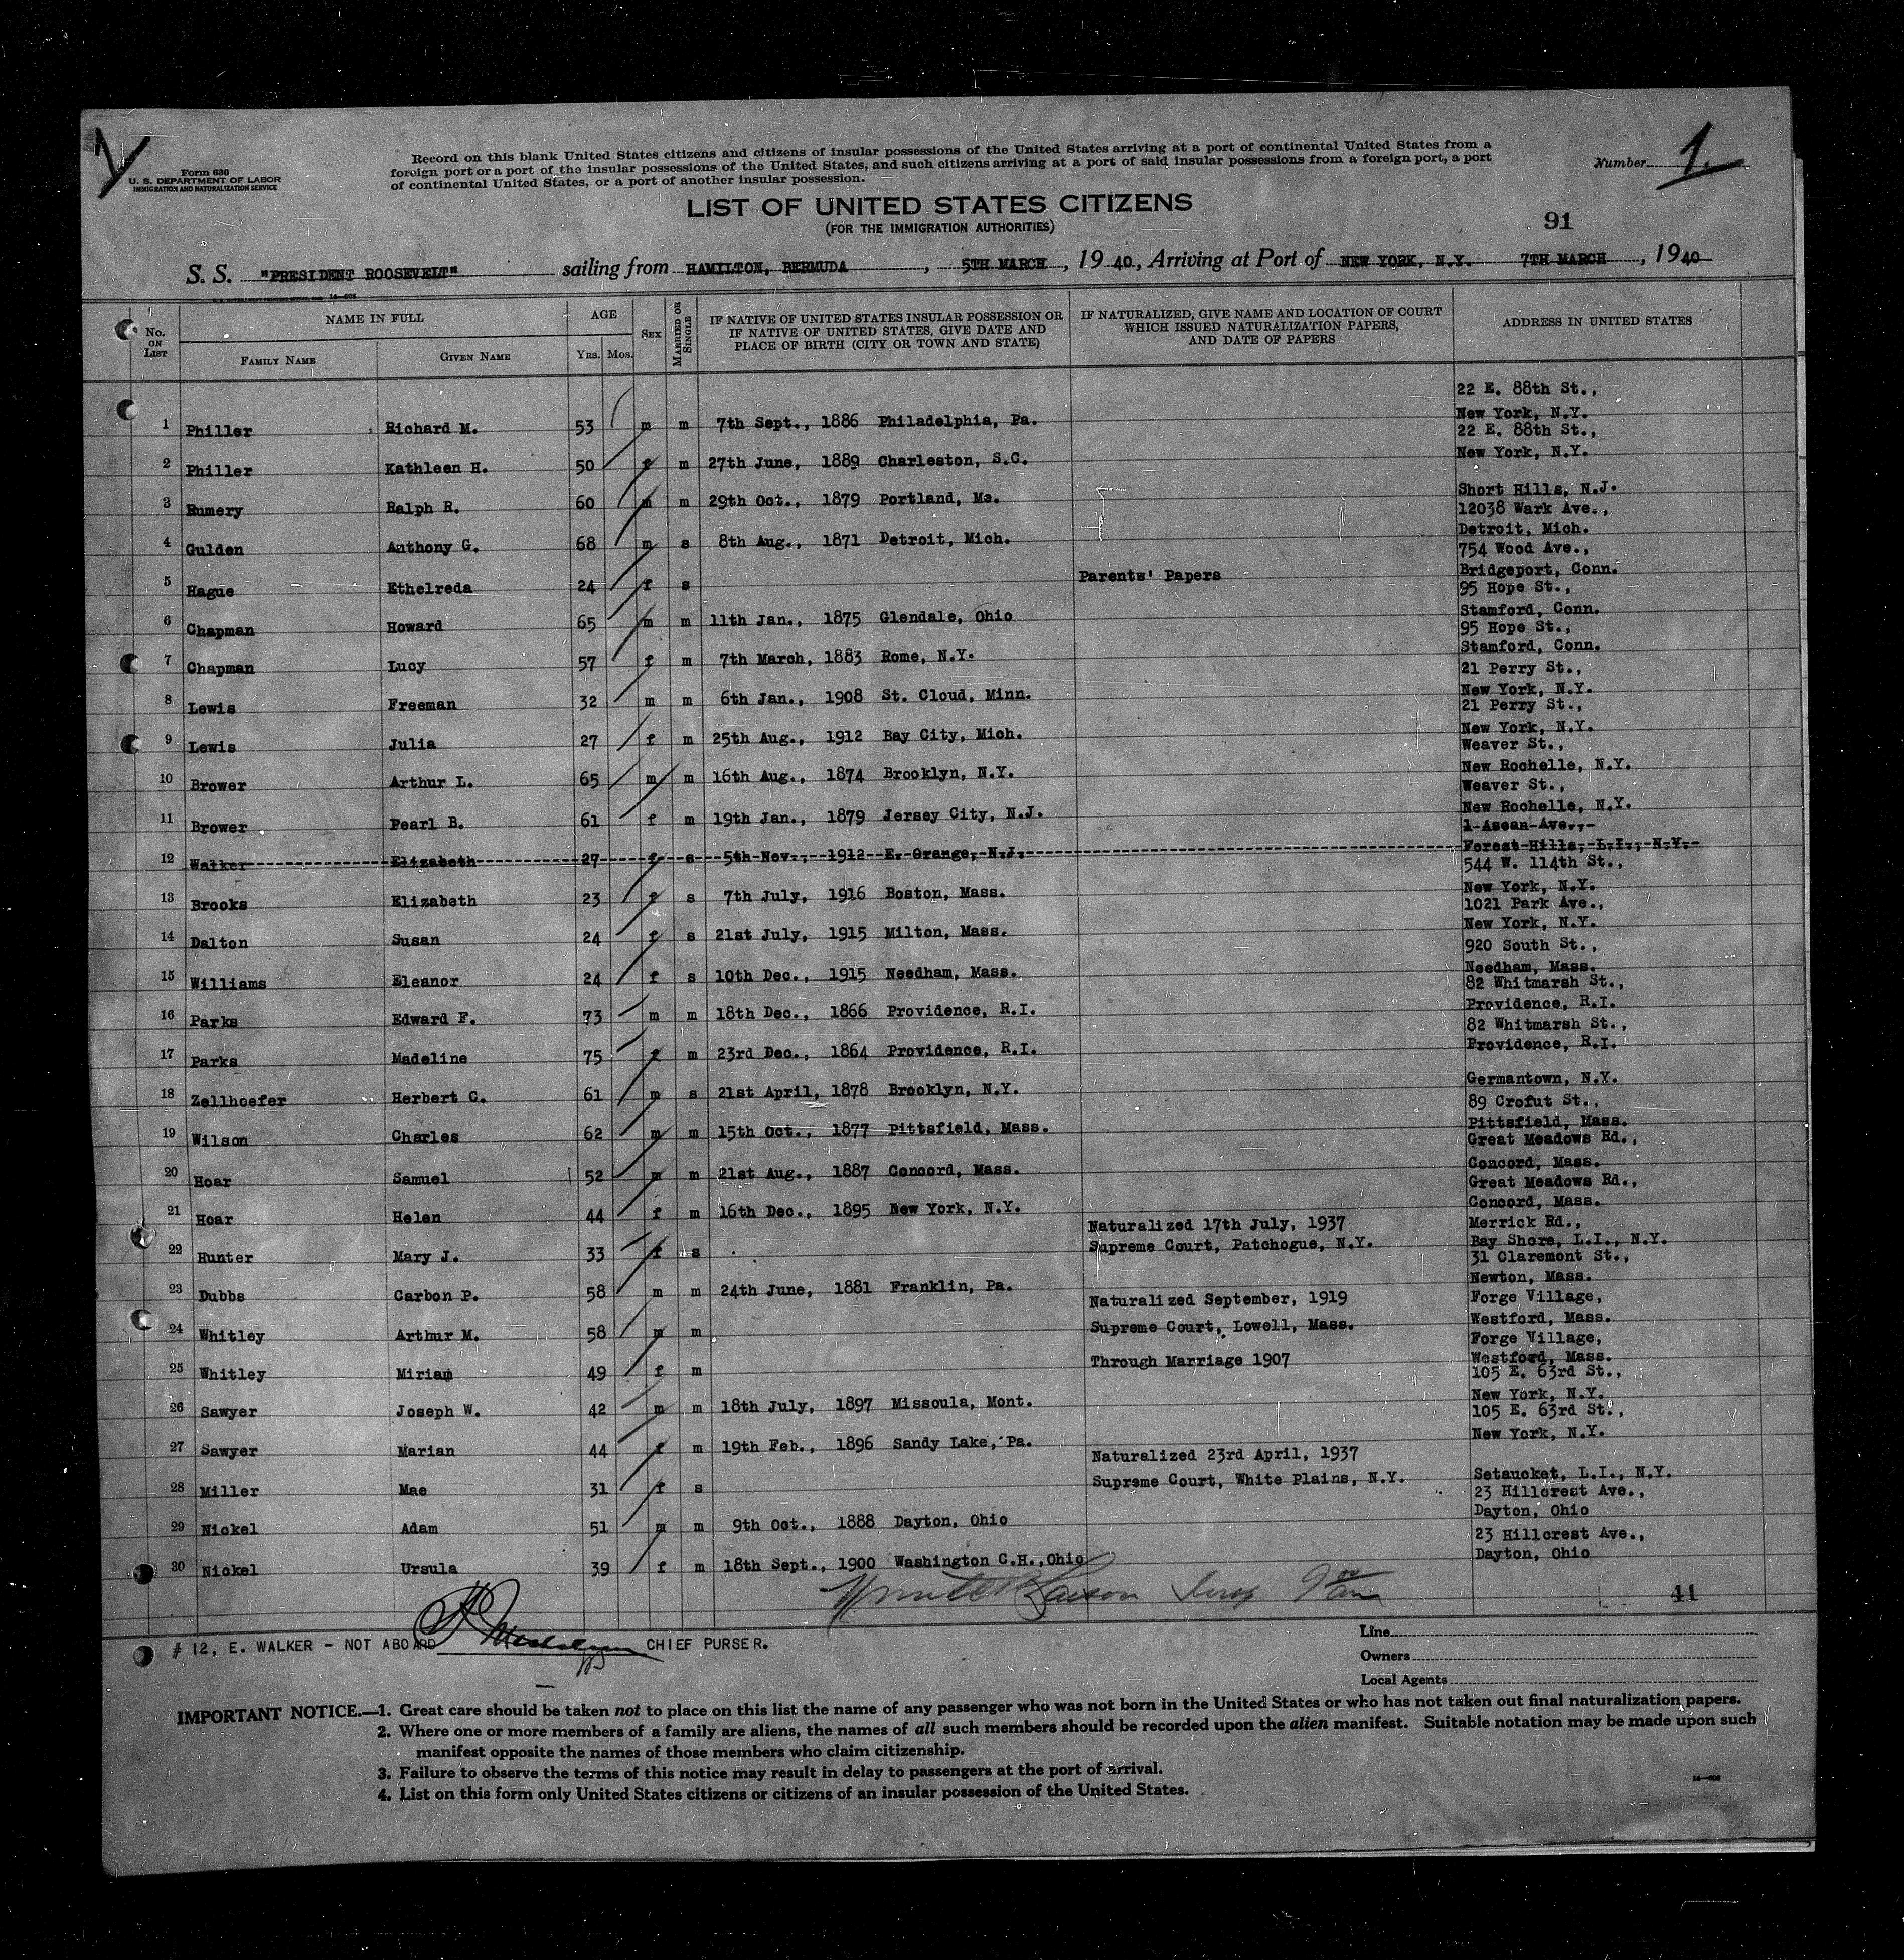 Form 630
U. S. DEPARTMENT OF LABOR
IMMIGRATION AND NATURALIZATION SERVICE
Record on this blank United States citizens and citizens of insular possessions of the United States arriving at a port of continental United States from a
foreign port or a port of the insular possessions of the United States, and such citizens arriving at a port of said insular possessions from a foreign port, a port
of continental United States, or a port of another insular possession.
Number 1.
LIST OF UNITED STATES CITIZENS
(FOR THE IMMIGRATION AUTHORITIES)
91
S. S. "PRESIDENT ROOSEVELT" sailing from HAMILTON, BERMUDA, 5TH MARCH, 1940, Arriving at Port of NEW YORK, N.Y. 7TH MARCH, 1940
No. ON LIST
NAME IN FULL
FAMILY NAME
GIVEN NAME
AGE
YRS. MOS.
SEX
MARRIED OR SINGLE
IF NATIVE OF UNITED STATES INSULAR POSSESSION OR
IF NATIVE OF UNITED STATES, GIVE DATE AND
PLACE OF BIRTH (CITY OR TOWN AND STATE)
IF NATURALIZED, GIVE NAME AND LOCATION OF COURT
WHICH ISSUED NATURALIZATION PAPERS,
AND DATE OF PAPERS
ADDRESS IN UNITED STATES
22 E. 88th St.,
1 Philler Richard M. 53 m m 7th Sept., 1886 Philadelphia, Pa. New York, N.Y.
22 E. 88th St.,
2 Philler Kathleen H. 50 f m 27th June, 1889 Charleston, S.C. New York, N.Y.
3 Rumery Ralph R. 60 m m 29th Oct., 1879 Portland, Me. Short Hills, N.J.
12038 Wark Ave.,
4 Gulden Anthony G. 68 m s 8th Aug., 1871 Detroit, Mich. Detroit, Mich.
754 Wood Ave.,
5 Hague Ethelreda 24 f s Parents' Papers Bridgeport, Conn.
95 Hope St.,
6 Chapman Howard 65 m m 11th Jan., 1875 Glendale, Ohio Stamford, Conn.
95 Hope St.,
7 Chapman Lucy 57 f m 7th March, 1883 Rome, N.Y. Stamford, Conn.
21 Perry St.,
8 Lewis Freeman 32 m m 6th Jan., 1908 St. Cloud, Minn. New York, N.Y.
21 Perry St.,
9 Lewis Julia 27 f m 25th Aug., 1912 Bay City, Mich. New York, N.Y.
Weaver St.,
10 Brower Arthur L. 65 m m 16th Aug., 1874 Brooklyn, N.Y. New Rochelle, N.Y.
Weaver St.,
11 Brower Pearl B. 61 f m 19th Jan., 1879 Jersey City, N.J. New Rochelle, N.Y.
1 Ascan Ave.,
12 Walker Elizabeth 27 f s 5th Nov., 1912 E. Orange, N.J. Forest Hills, L.I., N.Y.
544 W. 114th St.,
13 Brooks Elizabeth 23 f s 7th July, 1916 Boston, Mass. New York, N.Y.
1021 Park Ave.,
14 Dalton Susan 24 f s 21st July, 1915 Milton, Mass. New York, N.Y.
920 South St.,
15 Williams Eleanor 24 f s 10th Dec., 1915 Needham, Mass. Needham, Mass.
82 Whitmarsh St.,
16 Parks Edward F. 73 m m 18th Dec., 1866 Providence, R.I. Providence, R.I.
82 Whitmarsh St.,
17 Parks Madeline 75 f m 23rd Dec., 1864 Providence, R.I. Providence, R.I.
18 Zellhoefer Herbert C. 61 m s 21st April, 1878 Brooklyn, N.Y. Germantown, N.Y.
89 Crofut St.,
19 Wilson Charles 62 m m 15th Oct., 1877 Pittsfield, Mass. Pittsfield, Mass.
Great Meadows Rd.,
20 Hoar Samuel 52 m m 21st Aug., 1887 Concord, Mass. Concord, Mass.
Great Meadows Rd.,
21 Hoar Helen 44 f m 16th Dec., 1895 New York, N.Y. Concord, Mass.
Naturalized 17th July, 1937 Merrick Rd.,
22 Hunter Mary J. 33 f s Supreme Court, Patchogue, N.Y. Bay Shore, L.I., N.Y.
31 Claremont St.,
23 Dubbs Carbon P. 58 m m 24th June, 1881 Franklin, Pa. Newton, Mass.
Naturalized September, 1919 Forge Village,
24 Whitley Arthur M. 58 m m Supreme Court, Lowell, Mass. Westford, Mass.
Forge Village,
25 Whitley Miriam 49 f m Through Marriage 1907 Westford, Mass.
105 E. 63rd St.,
26 Sawyer Joseph W. 42 m m 18th July, 1897 Missoula, Mont. New York, N.Y.
105 E. 63rd St.,
27 Sawyer Marian 44 f m 19th Feb., 1896 Sandy Lake, Pa. New York, N.Y.
Naturalized 23rd April, 1937
28 Miller Mae 31 f s Supreme Court, White Plains, N.Y. Setauket, L.I., N.Y.
23 Hillcrest Ave.,
29 Nickel Adam 51 m m 9th Oct., 1888 Dayton, Ohio Dayton, Ohio
23 Hillcrest Ave.,
30 Nickel Ursula 39 f m 18th Sept., 1900 Washington C.H., Ohio Dayton, Ohio
41
# 12, E. WALKER - NOT ABOARD CHIEF PURSER.
Line
Owners
Local Agents
IMPORTANT NOTICE.—1. Great care should be taken not to place on this list the name of any passenger who was not born in the United States or who has not taken out final naturalization papers.
2. Where one or more members of a family are aliens, the names of all such members should be recorded upon the alien manifest. Suitable notation may be made upon such
manifest opposite the names of those members who claim citizenship.
3. Failure to observe the terms of this notice may result in delay to passengers at the port of arrival.
4. List on this form only United States citizens or citizens of an insular possession of the United States.